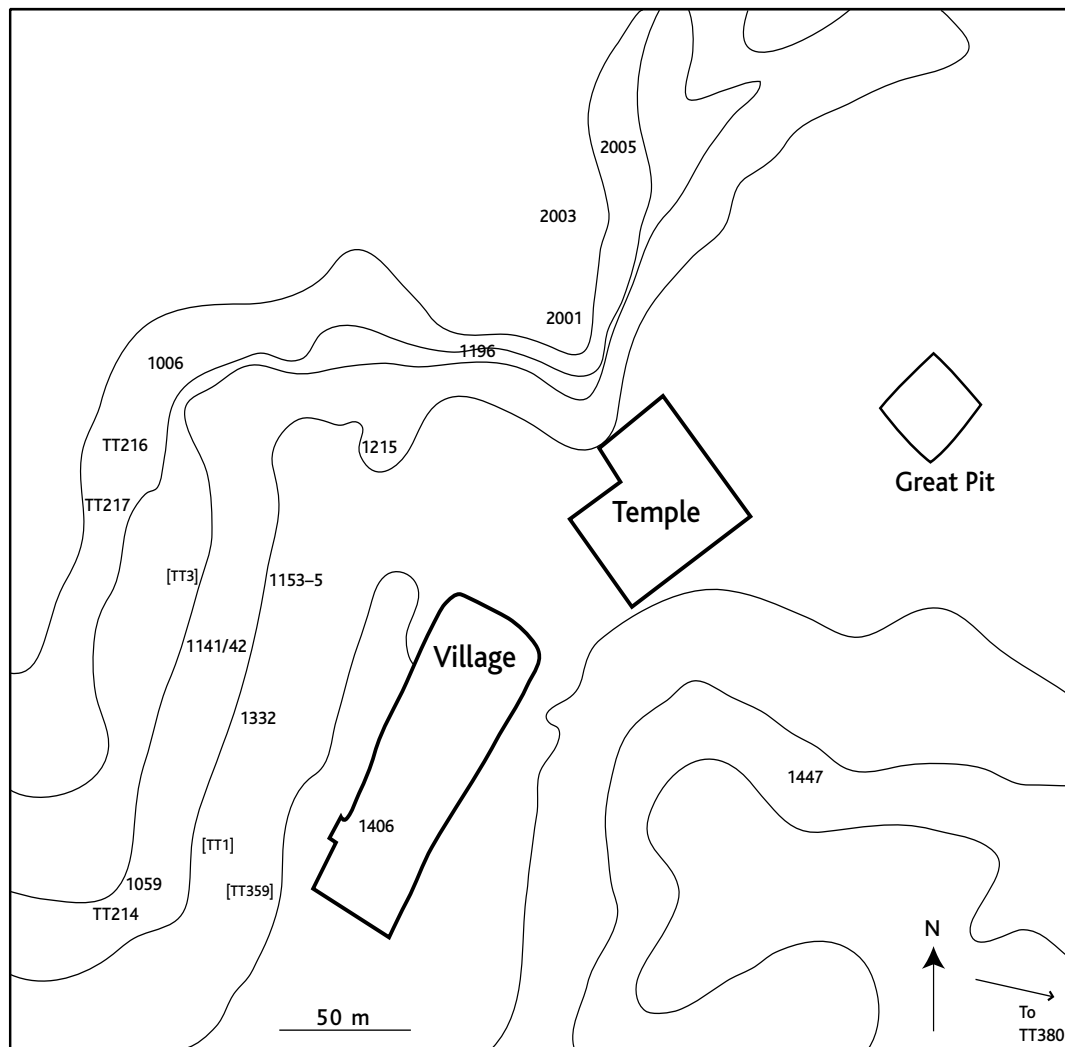 2005
2003
2001
1196
1006
TT216
1215
Great Pit
TT217
Temple
[TT3]
1153–5
1141/42
Village
1332
1447
1406
[TT1]
1059
[TT359]
TT214
N
50 m
To
TT380